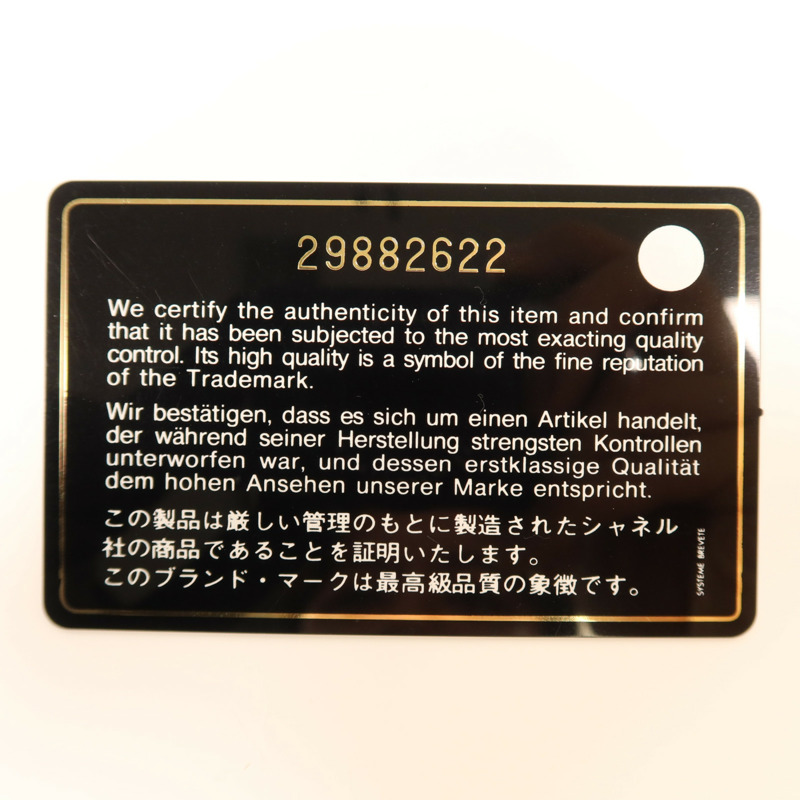 29882622
We certify the authenticity of this item and confirm
that it has been subjected to the most exacting quality
control. Its high quality is a symbol of the fine reputation
of the Trademark.
Wir bestätigen, dass es sich um einen Artikel handelt,
der während seiner Herstellung strengsten Kontrollen
unterworfen war, und dessen erstklassige Qualität
dem hohen Ansehen unserer Marke entspricht.
この製品は厳しい管理のもとに製造されたシャネル
社の商品であることを証明いたします。
このブランド・マークは最高級品質の象徴です。
SYSTEME BREVETE